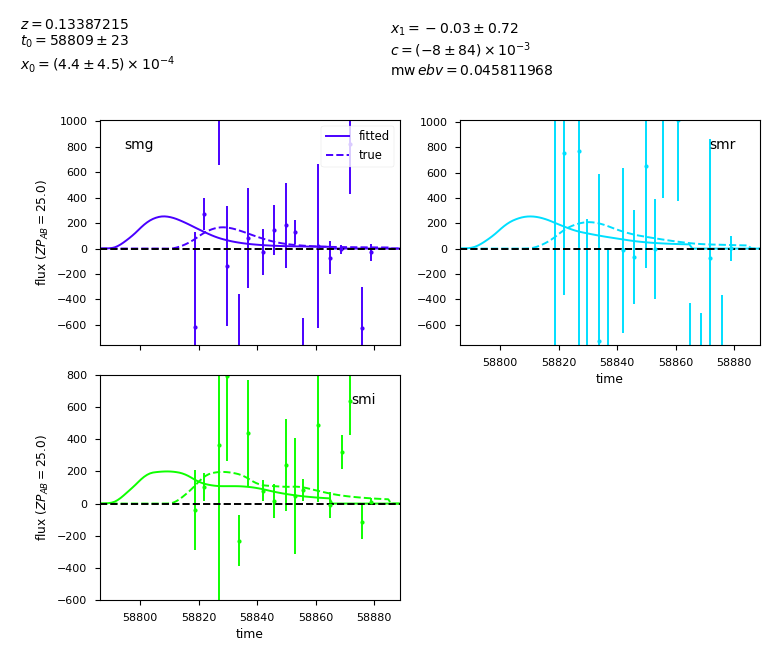 z = 0.13387215
t₀ = 58809 ± 23
x₀ = (4.4 ± 4.5) × 10⁻⁴
x₁ = −0.03 ± 0.72
c = (−8 ± 84) × 10⁻³
mw ebv = 0.045811968
smg
fitted
true
1000
800
600
400
200
0
−200
−400
−600
flux (ZP_AB = 25.0)
smr
1000
800
600
400
200
0
−200
−400
−600
58800 58820 58840 58860 58880
time
smi
800
600
400
200
0
−200
−400
−600
flux (ZP_AB = 25.0)
58800 58820 58840 58860 58880
time